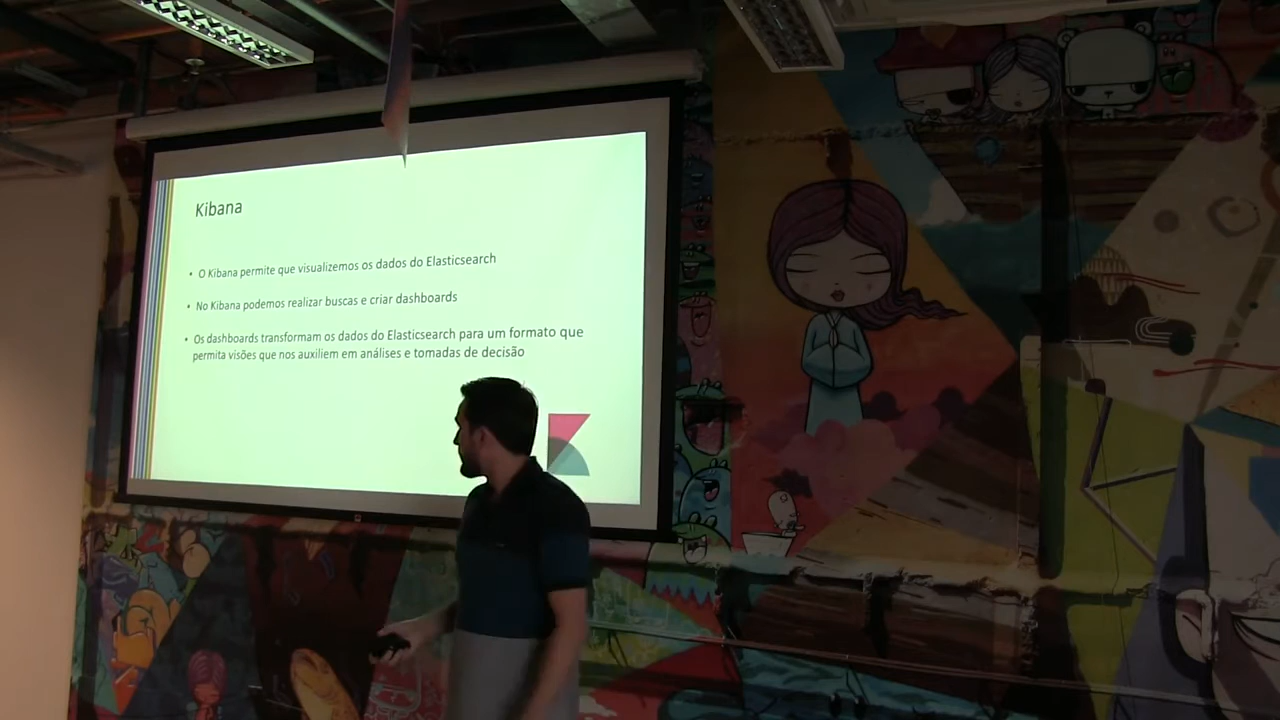 Kibana
• O Kibana permite que visualizemos os dados do Elasticsearch
• No Kibana podemos realizar buscas e criar dashboards
• Os dashboards transformam os dados do Elasticsearch para um formato que
permita visões que nos auxiliem em análises e tomadas de decisão